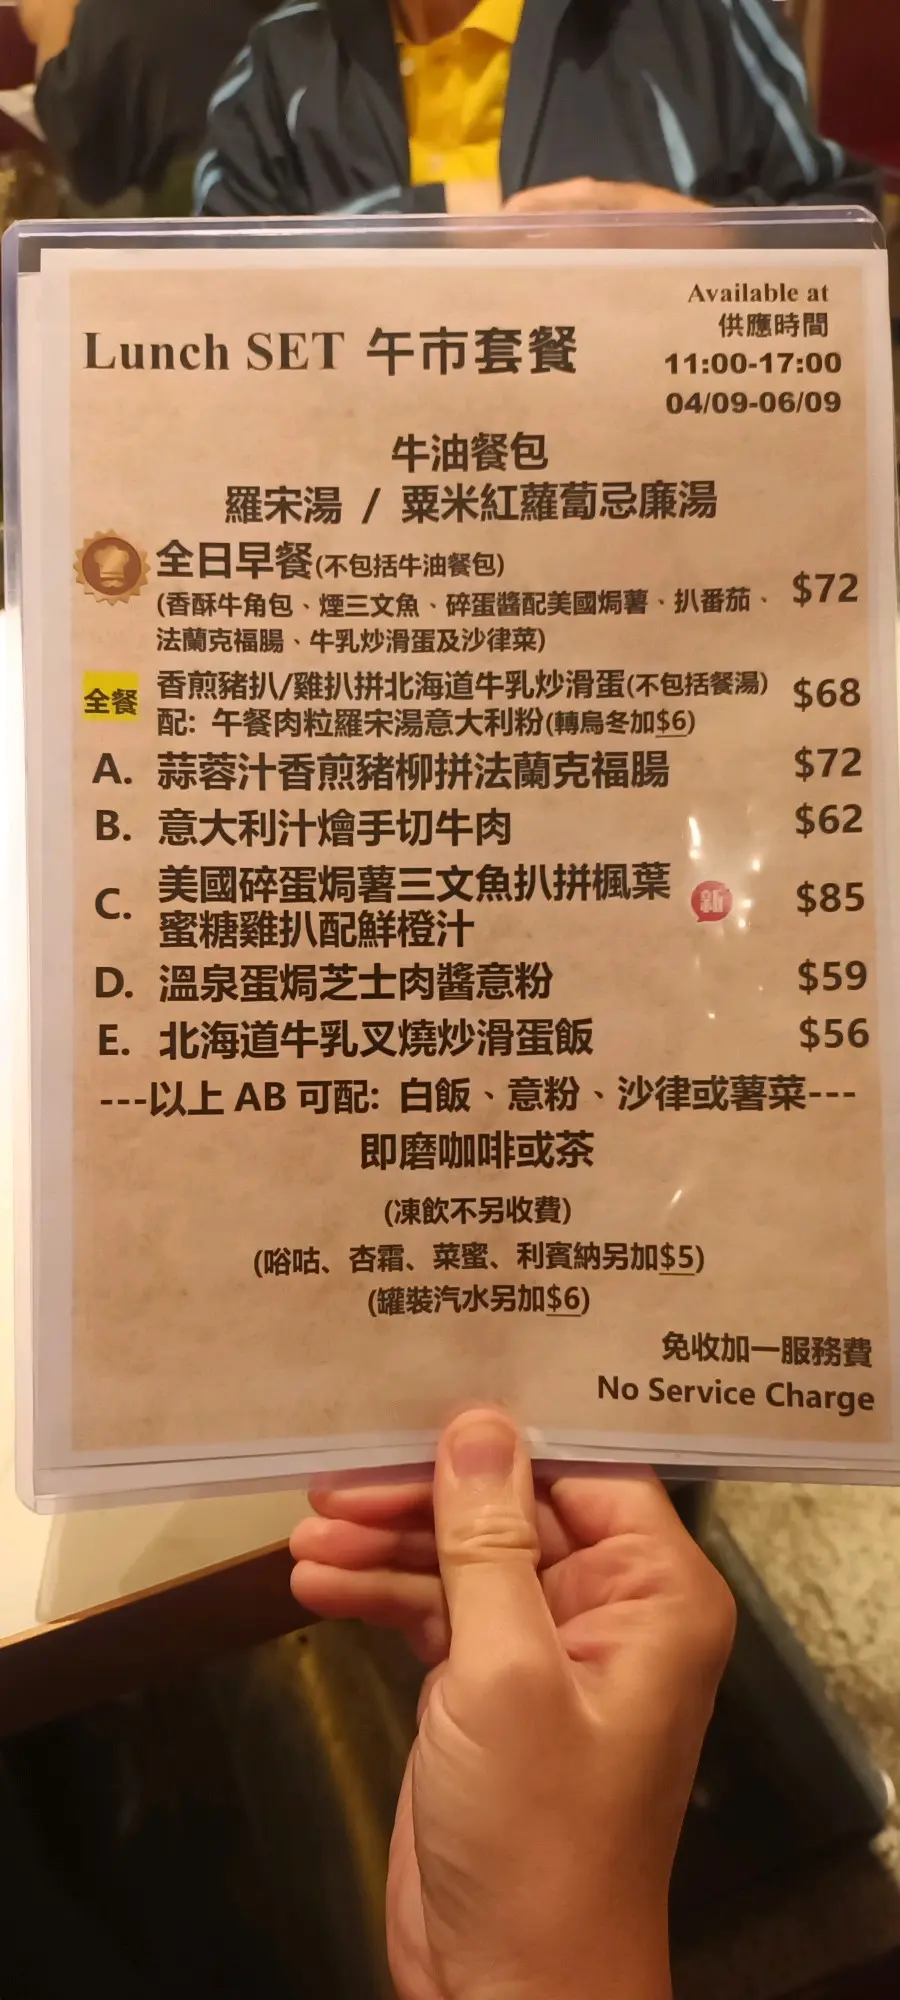 Available at
供應時間
Lunch SET 午市套餐
11:00-17:00
04/09-06/09
牛油餐包
羅宋湯 / 粟米紅蘿蔔忌廉湯
全日早餐(不包括牛油餐包)
(香酥牛角包、煙三文魚、碎蛋醬配美國焗薯、扒番茄、 $72
法蘭克福腸、牛乳炒滑蛋及沙律菜)
全餐 香煎豬扒/雞扒拼北海道牛乳炒滑蛋(不包括餐湯) $68
配: 午餐肉粒羅宋湯意大利粉(轉烏冬加$6)
A. 蒜蓉汁香煎豬柳拼法蘭克福腸 $72
B. 意大利汁燴手切牛肉 $62
C. 美國碎蛋焗薯三文魚扒拼楓葉 新 $85
蜜糖雞扒配鮮橙汁
D. 溫泉蛋焗芝士肉醬意粉 $59
E. 北海道牛乳叉燒炒滑蛋飯 $56
---以上 AB 可配: 白飯、意粉、沙律或薯菜---
即磨咖啡或茶
(凍飲不另收費)
(唂咕、杏霜、菜蜜、利賓納另加$5)
(罐裝汽水另加$6)
免收加一服務費
No Service Charge